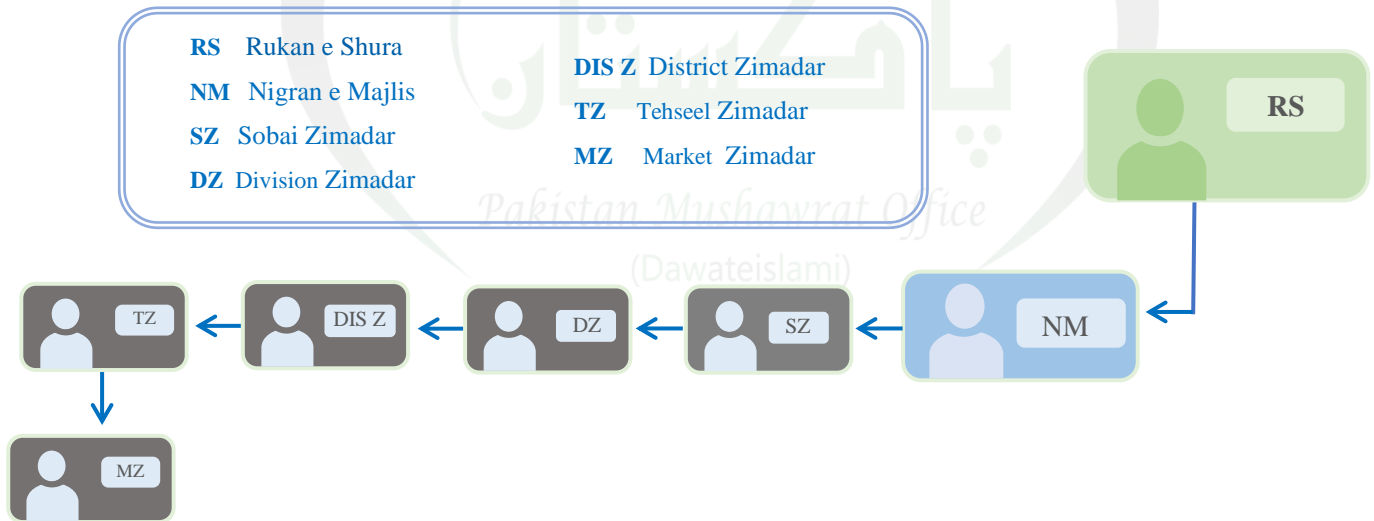 پاکستان
RS Rukan e Shura
NM Nigran e Majlis
SZ Sobai Zimadar
DZ Division Zimadar
DIS Z District Zimadar
TZ Tehseel Zimadar
MZ Market Zimadar
RS
Pakistan Mushawrat Office
(Dawateislami)
TZ
DIS Z
DZ
SZ
NM
MZ